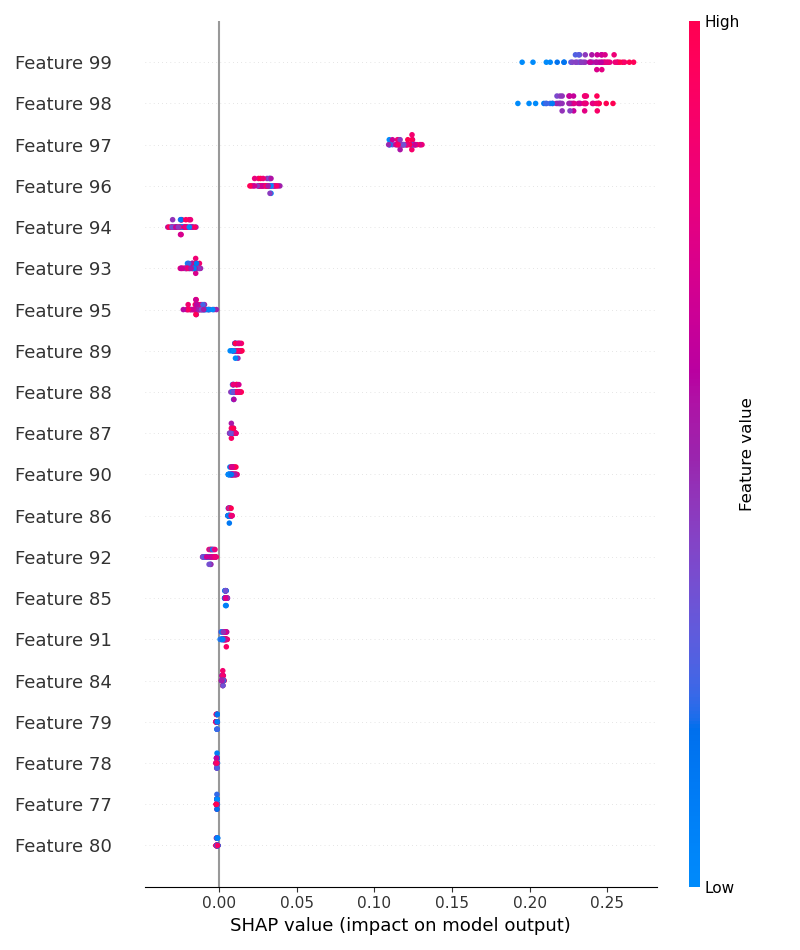 High
Feature 99
Feature 98
Feature 97
Feature 96
Feature 94
Feature 93
Feature 95
Feature 89
Feature 88
Feature 87
Feature 90
Feature 86
Feature 92
Feature 85
Feature 91
Feature 84
Feature 79
Feature 78
Feature 77
Feature 80
Feature value
Low
0.00 0.05 0.10 0.15 0.20 0.25
SHAP value (impact on model output)